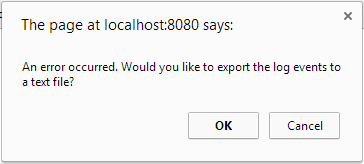 The page at localhost:8080 says:
An error occurred. Would you like to export the log events to
a text file?
OK Cancel